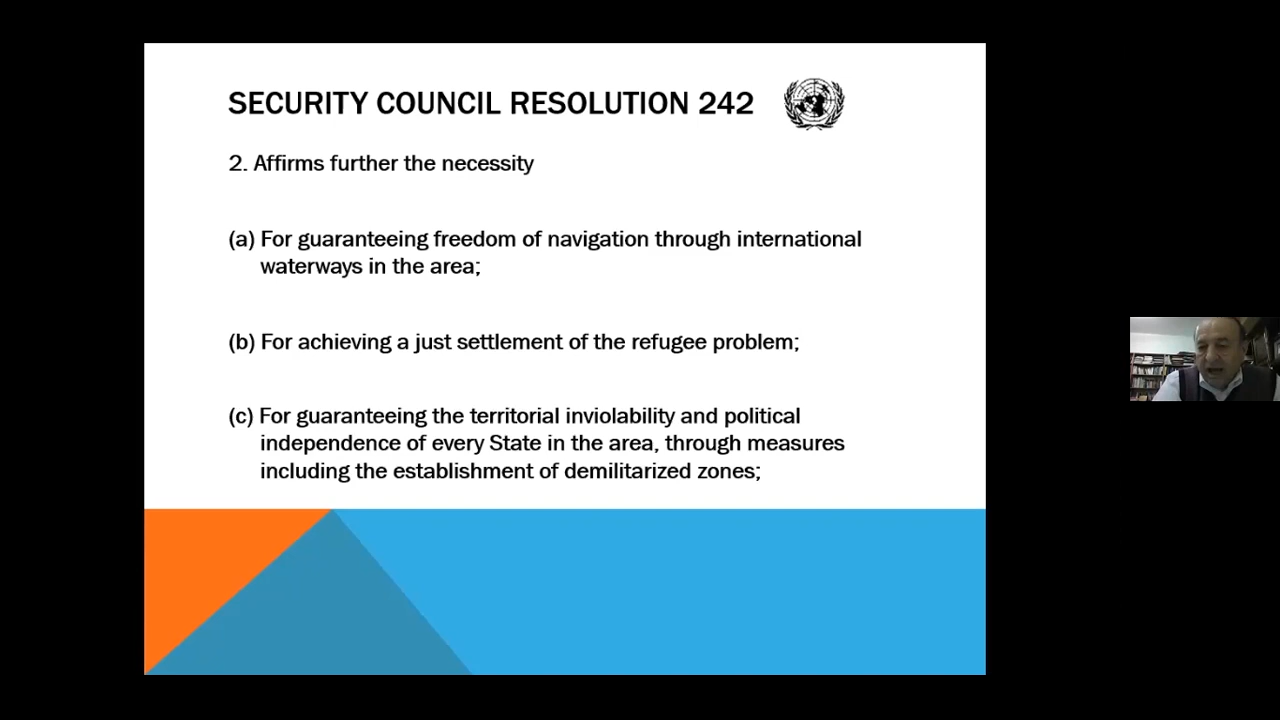 SECURITY COUNCIL RESOLUTION 242
2. Affirms further the necessity
(a) For guaranteeing freedom of navigation through international
waterways in the area;
(b) For achieving a just settlement of the refugee problem;
(c) For guaranteeing the territorial inviolability and political
independence of every State in the area, through measures
including the establishment of demilitarized zones;